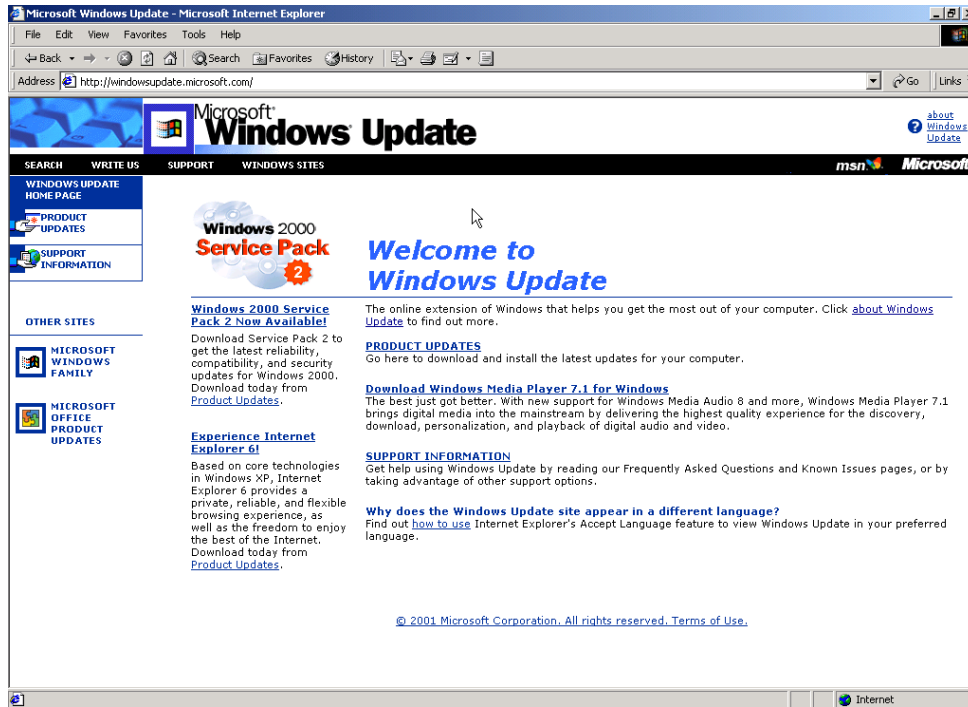 Microsoft Windows Update - Microsoft Internet Explorer
File Edit View Favorites Tools Help
Back Search Favorites History
Address http://windowsupdate.microsoft.com/ Go Links
Microsoft
Windows Update
about
Windows
Update
SEARCH WRITE US SUPPORT WINDOWS SITES
msn Microsoft
WINDOWS UPDATE
HOME PAGE
PRODUCT
UPDATES
SUPPORT
INFORMATION
OTHER SITES
MICROSOFT
WINDOWS
FAMILY
MICROSOFT
OFFICE
PRODUCT
UPDATES
Windows 2000
Service Pack
2
Windows 2000 Service
Pack 2 Now Available!
Download Service Pack 2 to
get the latest reliability,
compatibility, and security
updates for Windows 2000.
Download today from
Product Updates.
Experience Internet
Explorer 6!
Based on core technologies
in Windows XP, Internet
Explorer 6 provides a
private, reliable, and flexible
browsing experience, as
well as the freedom to enjoy
the best of the Internet.
Download today from
Product Updates.
Welcome to
Windows Update
The online extension of Windows that helps you get the most out of your computer. Click about Windows
Update to find out more.
PRODUCT UPDATES
Go here to download and install the latest updates for your computer.
Download Windows Media Player 7.1 for Windows
The best just got better. With new support for Windows Media Audio 8 and more, Windows Media Player 7.1
brings digital media into the mainstream by delivering the highest quality experience for the discovery,
download, personalization, and playback of digital audio and video.
SUPPORT INFORMATION
Get help using Windows Update by reading our Frequently Asked Questions and Known Issues pages, or by
taking advantage of other support options.
Why does the Windows Update site appear in a different language?
Find out how to use Internet Explorer's Accept Language feature to view Windows Update in your preferred
language.
© 2001 Microsoft Corporation. All rights reserved. Terms of Use.
Internet